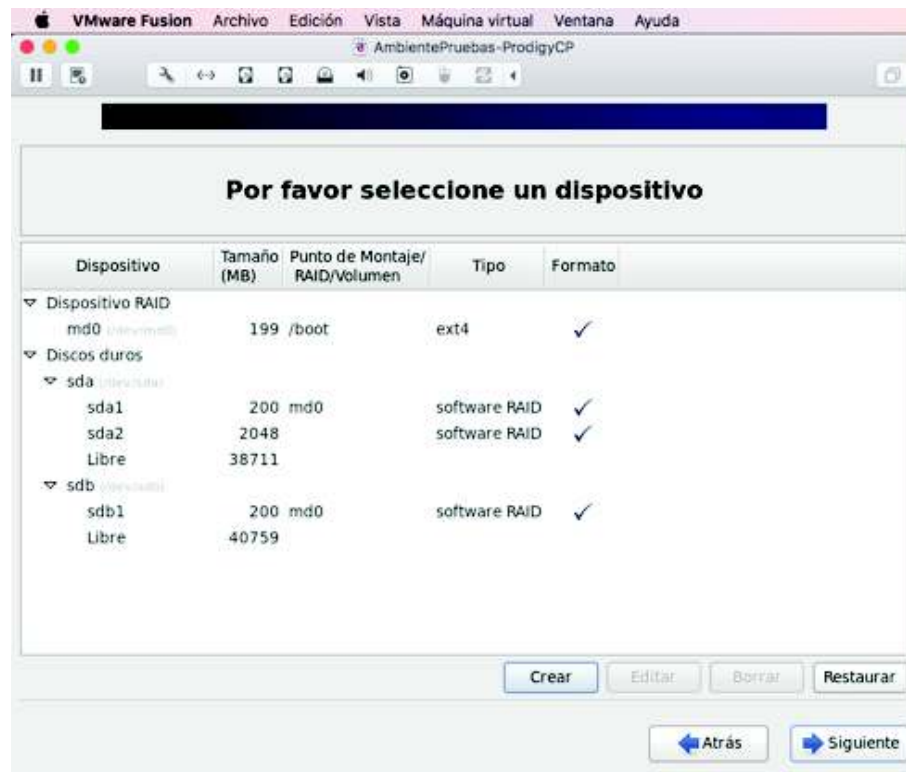 VMware Fusion Archivo Edición Vista Máquina virtual Ventana Ayuda
AmbientePruebas-ProdigyCP
Por favor seleccione un dispositivo
Dispositivo Tamaño (MB) Punto de Montaje/ RAID/Volumen Tipo Formato
Dispositivo RAID
md0 199 /boot ext4 ✓
Discos duros
sda
sda1 200 md0 software RAID ✓
sda2 2048 software RAID ✓
Libre 38711
sdb
sdb1 200 md0 software RAID ✓
Libre 40759
Crear Editar Borrar Restaurar
Atrás Siguiente